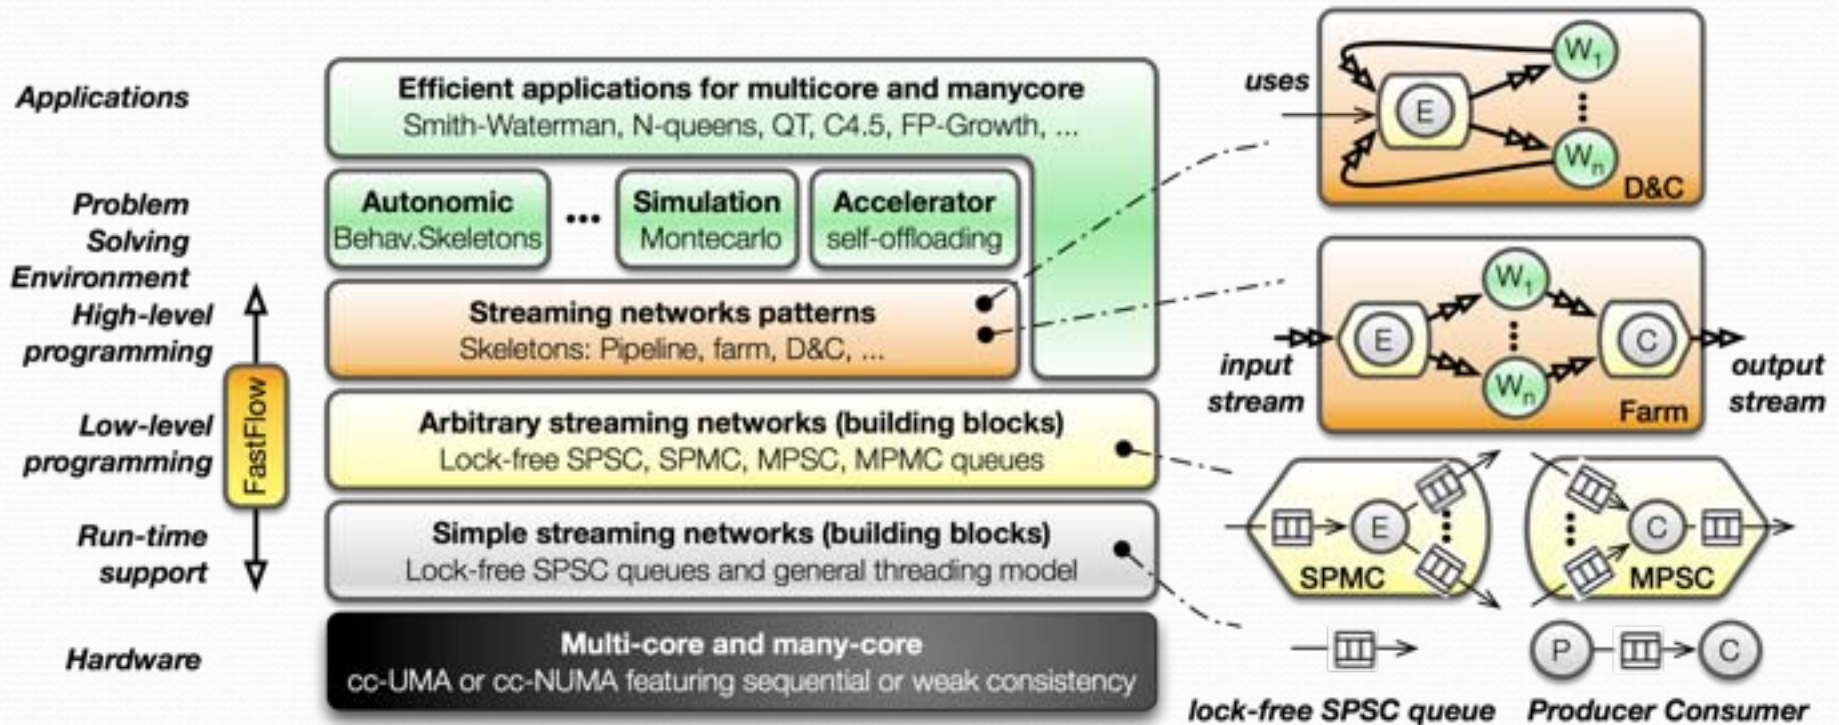 Applications
Problem
Solving
Environment
High-level
programming
Low-level
programming
Run-time
support
Hardware
FastFlow
Efficient applications for multicore and manycore
Smith-Waterman, N-queens, QT, C4.5, FP-Growth, ...
Autonomic
Behav.Skeletons
...
Simulation
Montecarlo
Accelerator
self-offloading
Streaming networks patterns
Skeletons: Pipeline, farm, D&C, ...
Arbitrary streaming networks (building blocks)
Lock-free SPSC, SPMC, MPSC, MPMC queues
Simple streaming networks (building blocks)
Lock-free SPSC queues and general threading model
Multi-core and many-core
cc-UMA or cc-NUMA featuring sequential or weak consistency
uses
E
W1
Wn
D&C
input
stream
E
W1
Wn
C
Farm
output
stream
E
SPMC
C
MPSC
lock-free SPSC queue
P
C
Producer Consumer